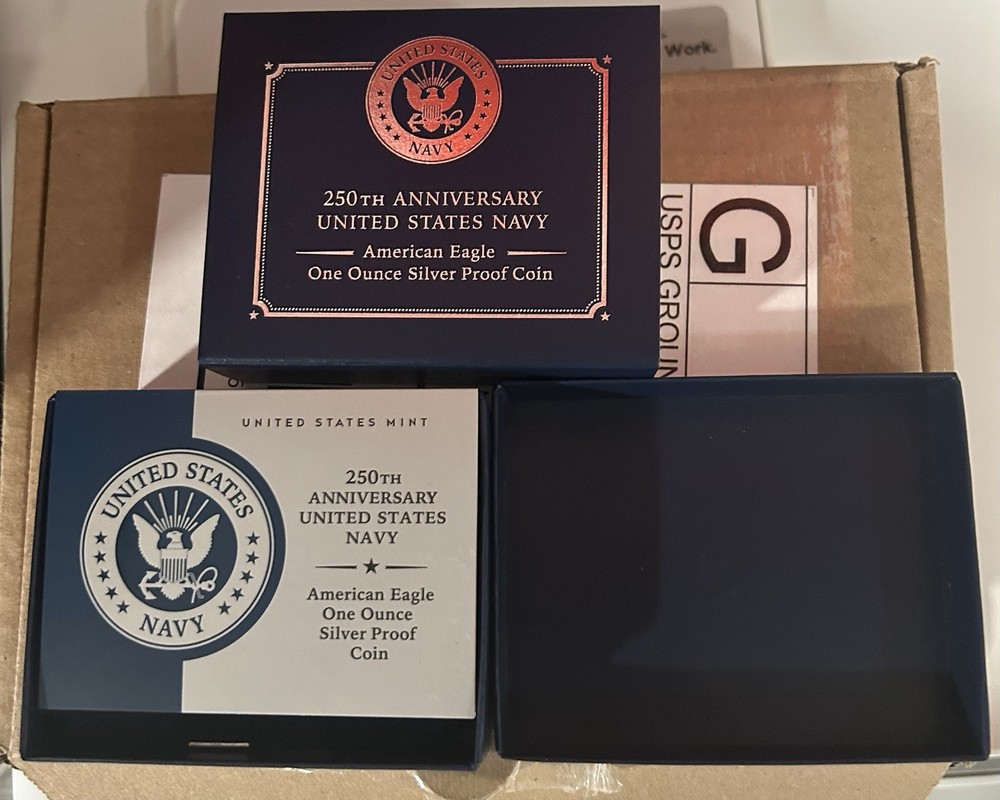 Work.
UNITED STATES
NAVY
250TH ANNIVERSARY
UNITED STATES NAVY
American Eagle
One Ounce Silver Proof Coin
G
USPS GROUN
UNITED STATES MINT
UNITED STATES
NAVY
250TH
ANNIVERSARY
UNITED STATES
NAVY
American Eagle
One Ounce
Silver Proof
Coin